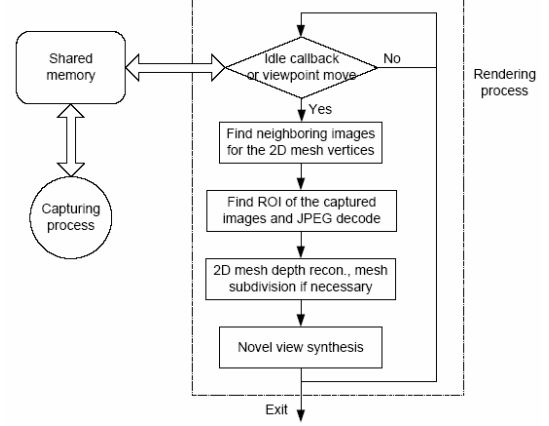 Shared
memory
Idle callback
or viewpoint move
No
Rendering
process
Yes
Find neighboring images
for the 2D mesh vertices
Capturing
process
Find ROI of the captured
images and JPEG decode
2D mesh depth recon., mesh
subdivision if necessary
Novel view synthesis
Exit